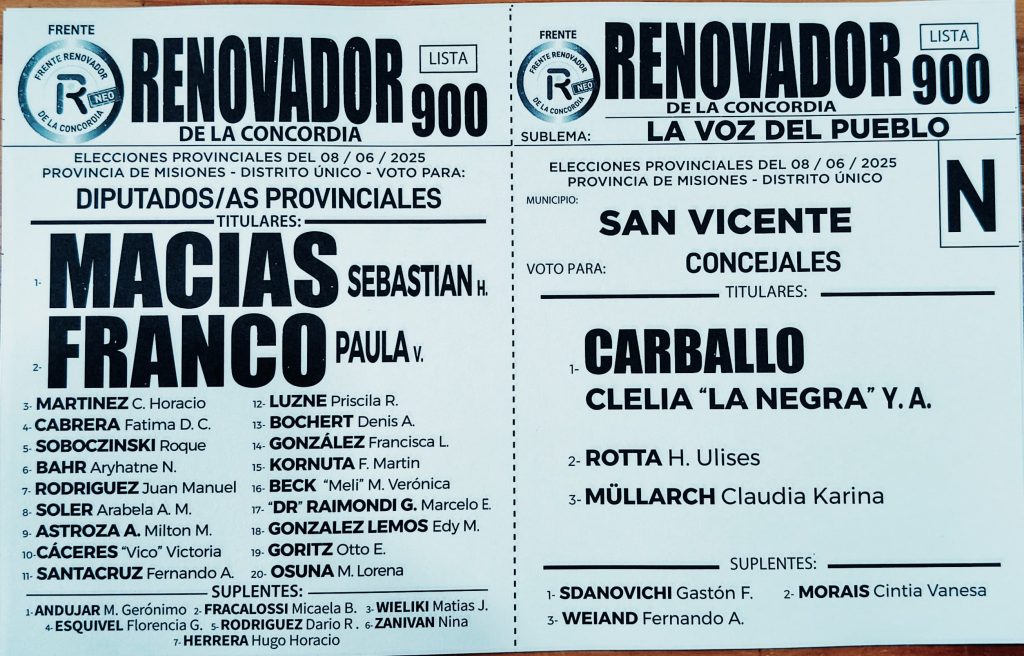 FRENTE
FRENTE RENOVADOR
R NEO
DE LA CONCORDIA
RENOVADOR
DE LA CONCORDIA
LISTA
900
ELECCIONES PROVINCIALES DEL 08 / 06 / 2025
PROVINCIA DE MISIONES - DISTRITO ÚNICO - VOTO PARA:
DIPUTADOS/AS PROVINCIALES
TITULARES:
1- MACIAS SEBASTIAN H.
2- FRANCO PAULA V.
3- MARTINEZ C. Horacio
4- CABRERA Fatima D. C.
5- SOBOCZINSKI Roque
6- BAHR Aryhatne N.
7- RODRIGUEZ Juan Manuel
8- SOLER Arabela A. M.
9- ASTROZA A. Milton M.
10- CÁCERES “Vico” Victoria
11- SANTACRUZ Fernando A.
12- LUZNE Priscila R.
13- BOCHERT Denis A.
14- GONZÁLEZ Francisca L.
15- KORNUTA F. Martin
16- BECK “Meli” M. Verónica
17- “DR” RAIMONDI G. Marcelo E.
18- GONZALEZ LEMOS Edy M.
19- GORITZ Otto E.
20- OSUNA M. Lorena
SUPLENTES:
1- ANDUJAR M. Gerónimo 2- FRACALOSSI Micaela B. 3- WIELIKI Matias J.
4- ESQUIVEL Florencia G. 5- RODRIGUEZ Dario R . 6- ZANIVAN Nina
7- HERRERA Hugo Horacio
FRENTE
FRENTE RENOVADOR
R NEO
DE LA CONCORDIA
RENOVADOR
DE LA CONCORDIA
LISTA
900
SUBLEMA: LA VOZ DEL PUEBLO
ELECCIONES PROVINCIALES DEL 08 / 06 / 2025
PROVINCIA DE MISIONES - DISTRITO ÚNICO
N
MUNICIPIO:
SAN VICENTE
VOTO PARA: CONCEJALES
TITULARES:
1- CARBALLO
CLELIA “LA NEGRA” Y. A.
2- ROTTA H. Ulises
3- MÜLLARCH Claudia Karina
SUPLENTES:
1- SDANOVICHI Gastón F. 2- MORAIS Cintia Vanesa
3- WEIAND Fernando A.